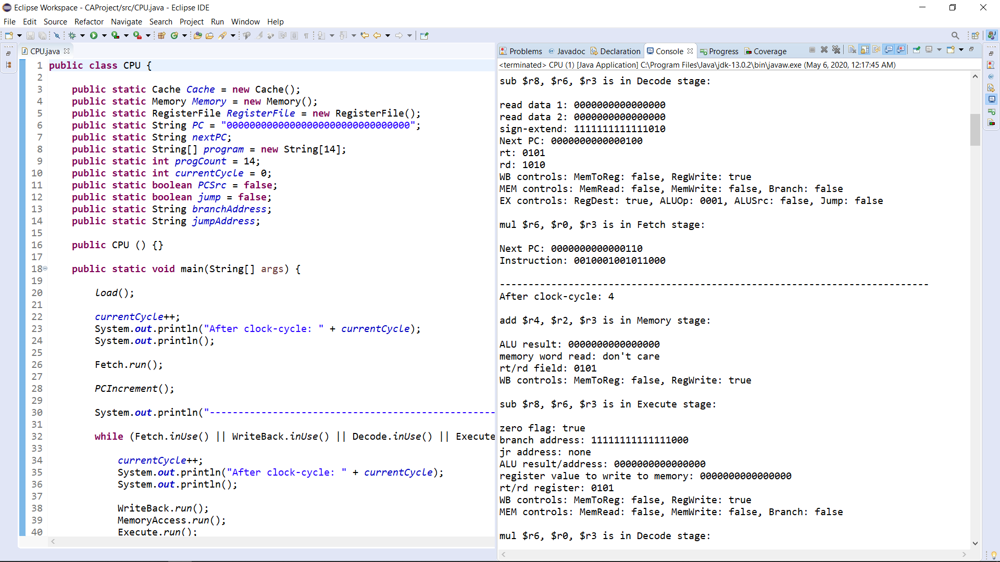 Eclipse Workspace - CAProject/src/CPU.java - Eclipse IDE
File Edit Source Refactor Navigate Search Project Run Window Help
CPU.java
1 public class CPU {
2
3 public static Cache Cache = new Cache();
4 public static Memory Memory = new Memory();
5 public static RegisterFile RegisterFile = new RegisterFile();
6 public static String PC = "00000000000000000000000000000000";
7 public static String nextPC;
8 public static String[] program = new String[14];
9 public static int progCount = 14;
10 public static int currentCycle = 0;
11 public static boolean PCSrc = false;
12 public static boolean jump = false;
13 public static String branchAddress;
14 public static String jumpAddress;
15
16 public CPU () {}
17
18 public static void main(String[] args) {
19
20 load();
21
22 currentCycle++;
23 System.out.println("After clock-cycle: " + currentCycle);
24 System.out.println();
25
26 Fetch.run();
27
28 PCIncrement();
29
30 System.out.println("--------------------------------------------------
31
32 while (Fetch.inUse() || WriteBack.inUse() || Decode.inUse() || Execute
33
34 currentCycle++;
35 System.out.println("After clock-cycle: " + currentCycle);
36 System.out.println();
37
38 WriteBack.run();
39 MemoryAccess.run();
40 Execute.run();
Problems Javadoc Declaration Console Progress Coverage
<terminated> CPU (1) [Java Application] C:\Program Files\Java\jdk-13.0.2\bin\javaw.exe (May 6, 2020, 12:17:45 AM)
sub $r8, $r6, $r3 is in Decode stage:
read data 1: 0000000000000000
read data 2: 0000000000000000
sign-extend: 1111111111111010
Next PC: 0000000000000100
rt: 0101
rd: 1010
WB controls: MemToReg: false, RegWrite: true
MEM controls: MemRead: false, MemWrite: false, Branch: false
EX controls: RegDest: true, ALUOp: 0001, ALUSrc: false, Jump: false
mul $r6, $r0, $r3 is in Fetch stage:
Next PC: 0000000000000110
Instruction: 0010001001011000
---------------------------------------------------------------------------
After clock-cycle: 4
add $r4, $r2, $r3 is in Memory stage:
ALU result: 0000000000000000
memory word read: don't care
rt/rd field: 0101
WB controls: MemToReg: false, RegWrite: true
sub $r8, $r6, $r3 is in Execute stage:
zero flag: true
branch address: 11111111111111000
jr address: none
ALU result/address: 0000000000000000
register value to write to memory: 0000000000000000
rt/rd register: 0101
WB controls: MemToReg: false, RegWrite: true
MEM controls: MemRead: false, MemWrite: false, Branch: false
mul $r6, $r0, $r3 is in Decode stage: